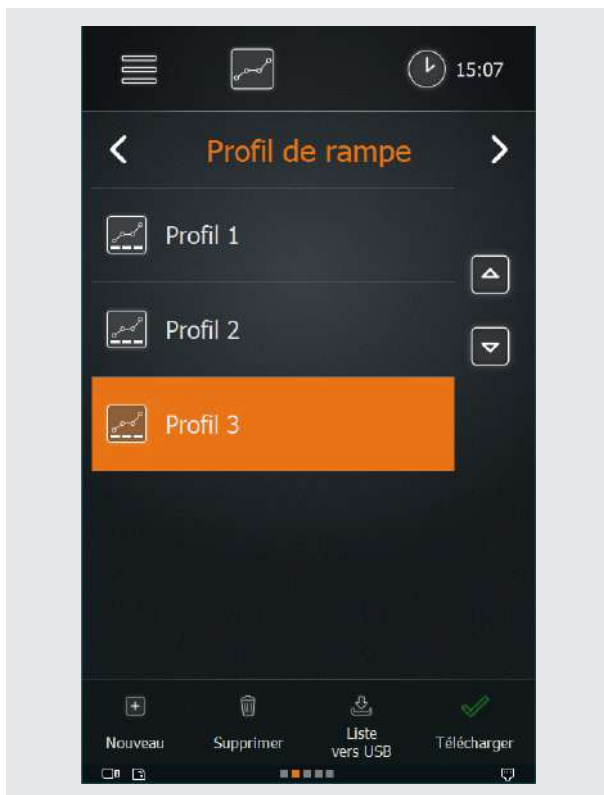 15:07
Profil de rampe
Profil 1
Profil 2
Profil 3
Nouveau
Supprimer
Liste
vers USB
Télécharger